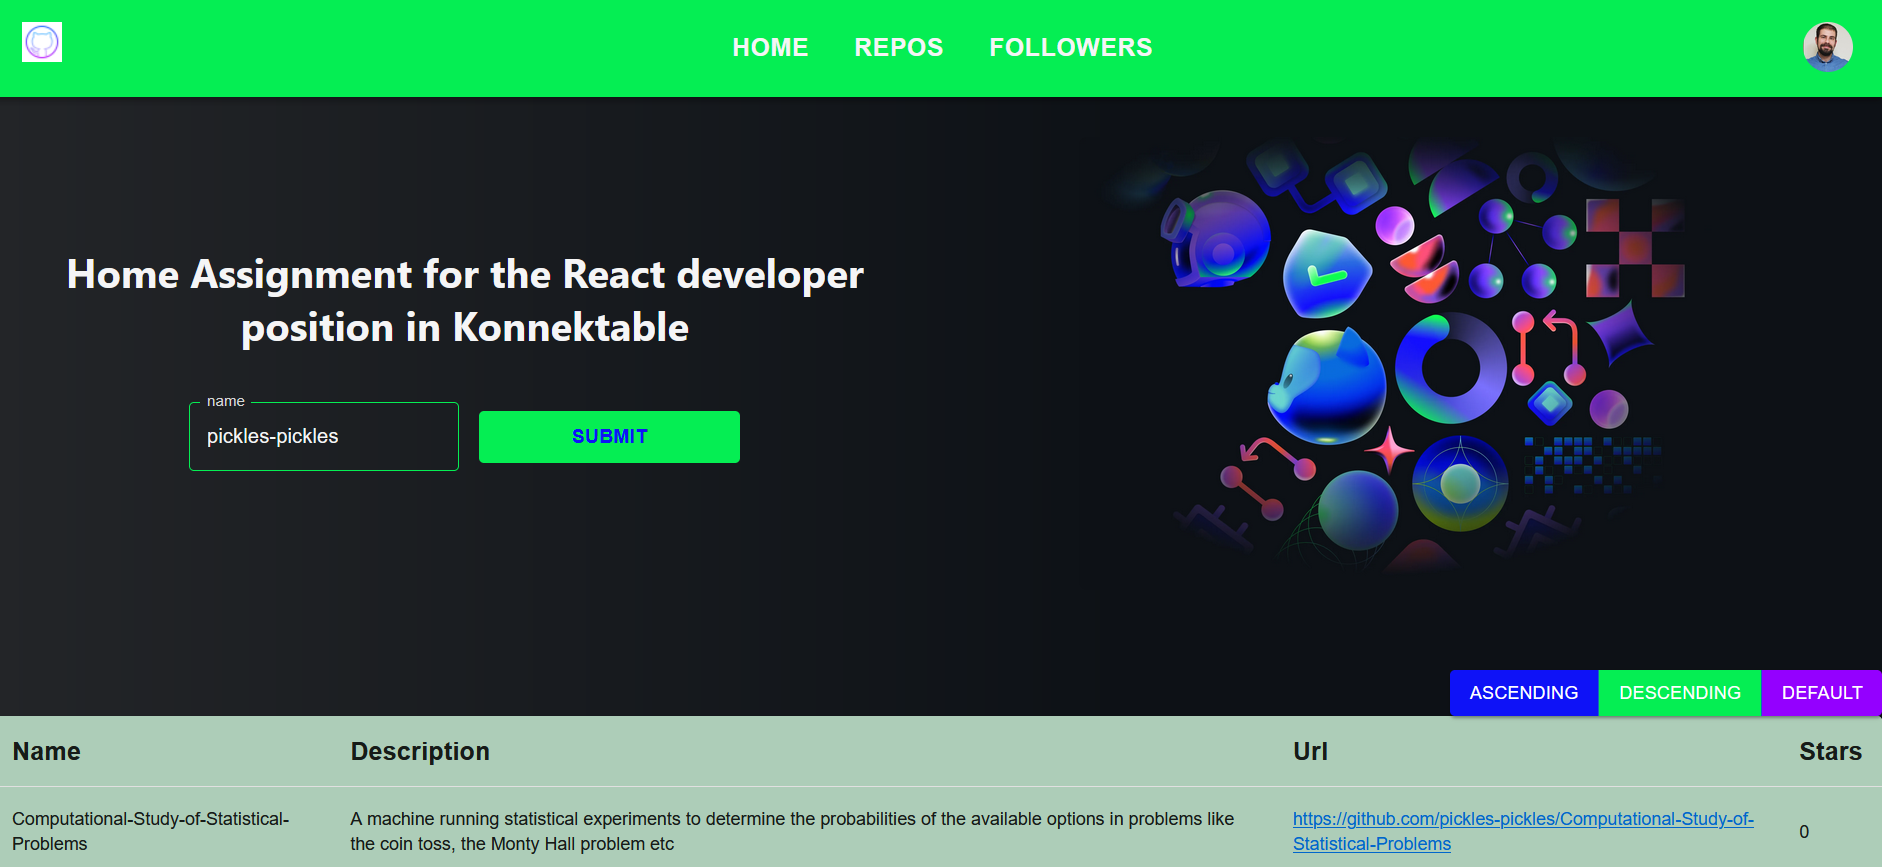 HOME REPOS FOLLOWERS
Home Assignment for the React developer
position in Konnektable
name
pickles-pickles
SUBMIT
ASCENDING DESCENDING DEFAULT
Name Description Url Stars
Computational-Study-of-Statistical-
Problems
A machine running statistical experiments to determine the probabilities of the available options in problems like
the coin toss, the Monty Hall problem etc
https://github.com/pickles-pickles/Computational-Study-of-
Statistical-Problems
0